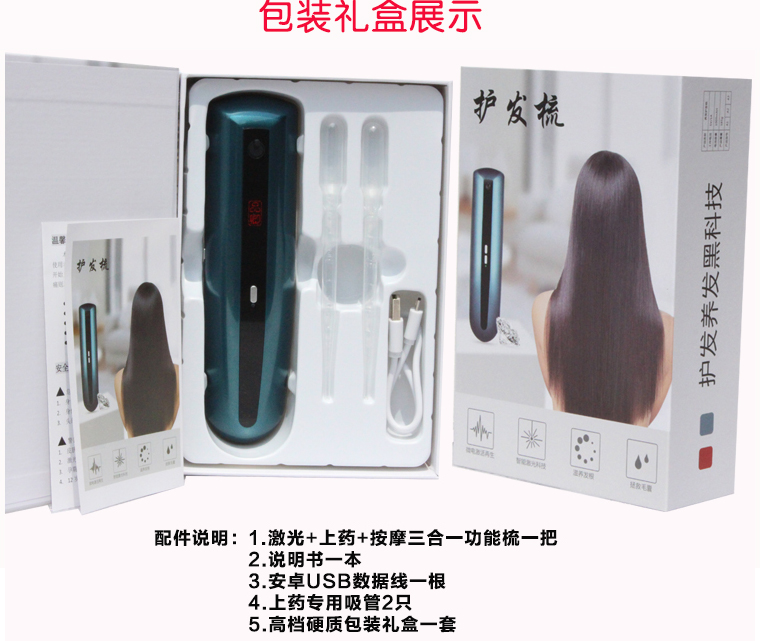 包装礼盒展示
护发梳
护发梳
护发养发黑科技
配件说明：1.激光+上药+按摩三合一功能梳一把
2.说明书一本
3.安卓USB数据线一根
4.上药专用吸管2只
5.高档硬质包装礼盒一套